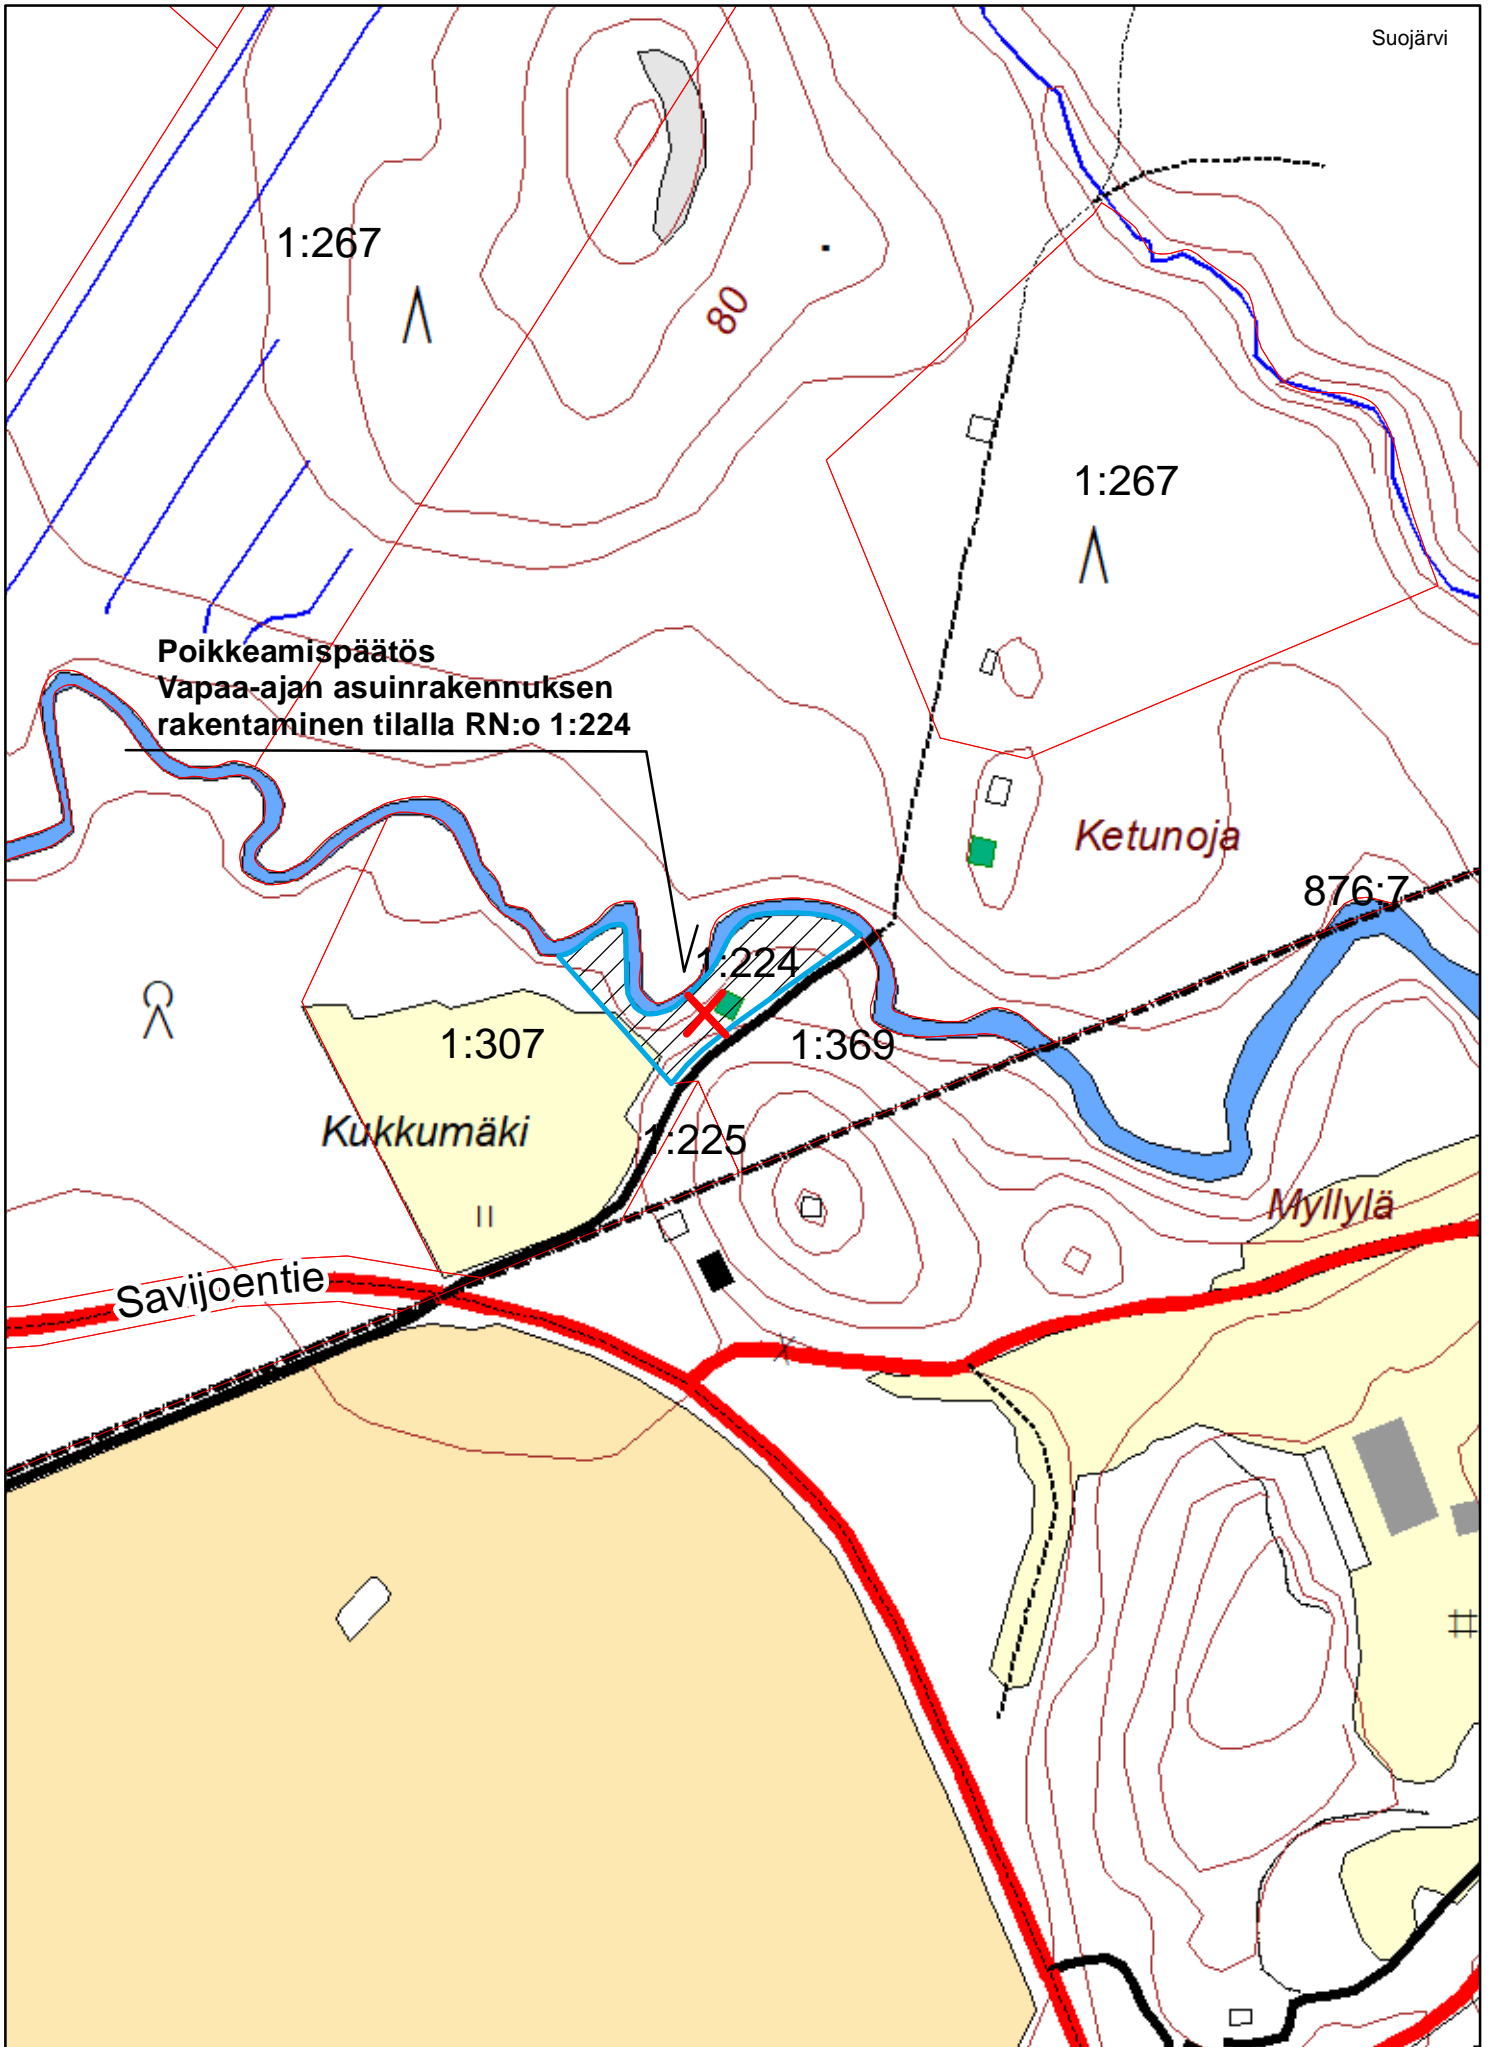 Suojärvi
1:267
80
1:267
Poikkeamispäätös
Vapaa-ajan asuinrakennuksen
rakentaminen tilalla RN:o 1:224
Ketunoja
876:7
1:224
1:307
1:369
Kukkumäki
1:225
Myllylä
Savijoentie